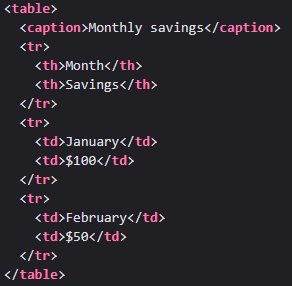 <table>
  <caption>Monthly savings</caption>
  <tr>
    <th>Month</th>
    <th>Savings</th>
  </tr>
  <tr>
    <td>January</td>
    <td>$100</td>
  </tr>
  <tr>
    <td>February</td>
    <td>$50</td>
  </tr>
</table>